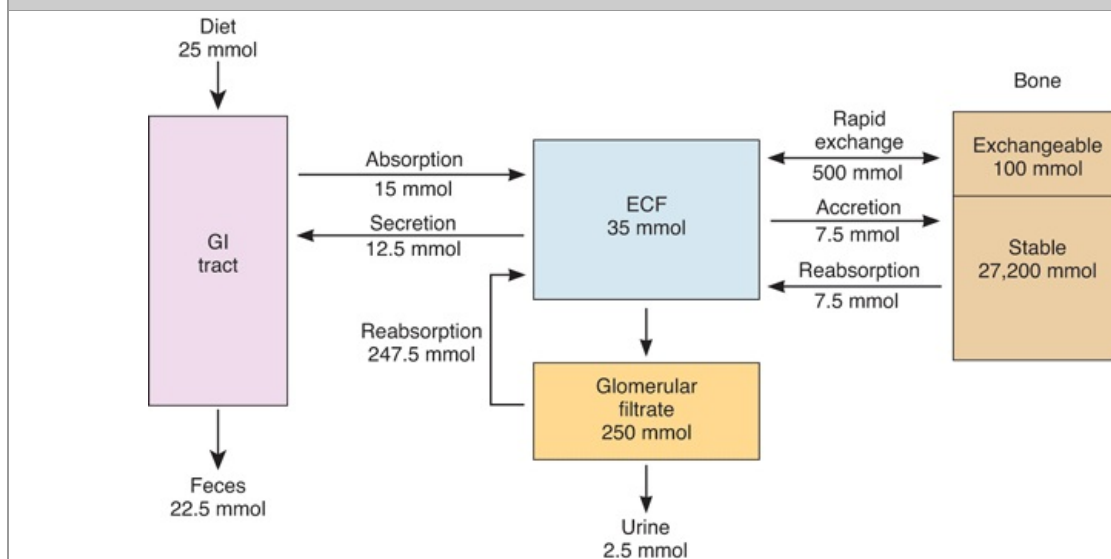 Diet
25 mmol
GI
tract
Feces
22.5 mmol
Absorption
15 mmol
Secretion
12.5 mmol
Reabsorption
247.5 mmol
ECF
35 mmol
Glomerular
filtrate
250 mmol
Urine
2.5 mmol
Rapid
exchange
500 mmol
Accretion
7.5 mmol
Reabsorption
7.5 mmol
Bone
Exchangeable
100 mmol
Stable
27,200 mmol